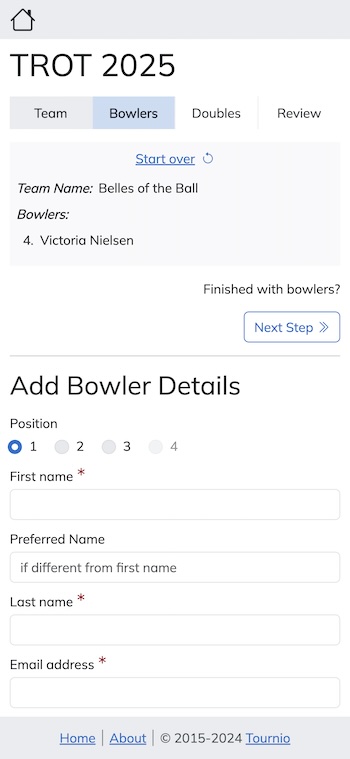 TROT 2025
Team Bowlers Doubles Review
Start over
Team Name: Belles of the Ball
Bowlers:
4. Victoria Nielsen
Finished with bowlers?
Next Step
Add Bowler Details
Position
1 2 3 4
First name *
Preferred Name
if different from first name
Last name *
Email address *
Home | About | © 2015-2024 Tournio